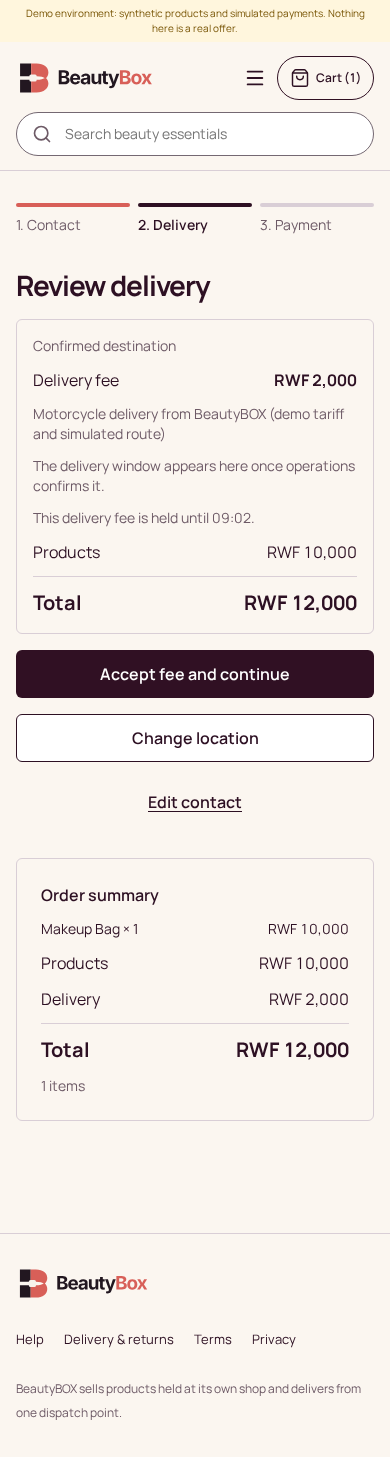 Demo environment: synthetic products and simulated payments. Nothing
here is a real offer.
BeautyBox
Cart (1)
Search beauty essentials
1. Contact
2. Delivery
3. Payment
Review delivery
Confirmed destination
Delivery fee RWF 2,000
Motorcycle delivery from BeautyBOX (demo tariff
and simulated route)
The delivery window appears here once operations
confirms it.
This delivery fee is held until 09:02.
Products RWF 10,000
Total RWF 12,000
Accept fee and continue
Change location
Edit contact
Order summary
Makeup Bag × 1 RWF 10,000
Products RWF 10,000
Delivery RWF 2,000
Total RWF 12,000
1 items
BeautyBox
Help Delivery & returns Terms Privacy
BeautyBOX sells products held at its own shop and delivers from
one dispatch point.